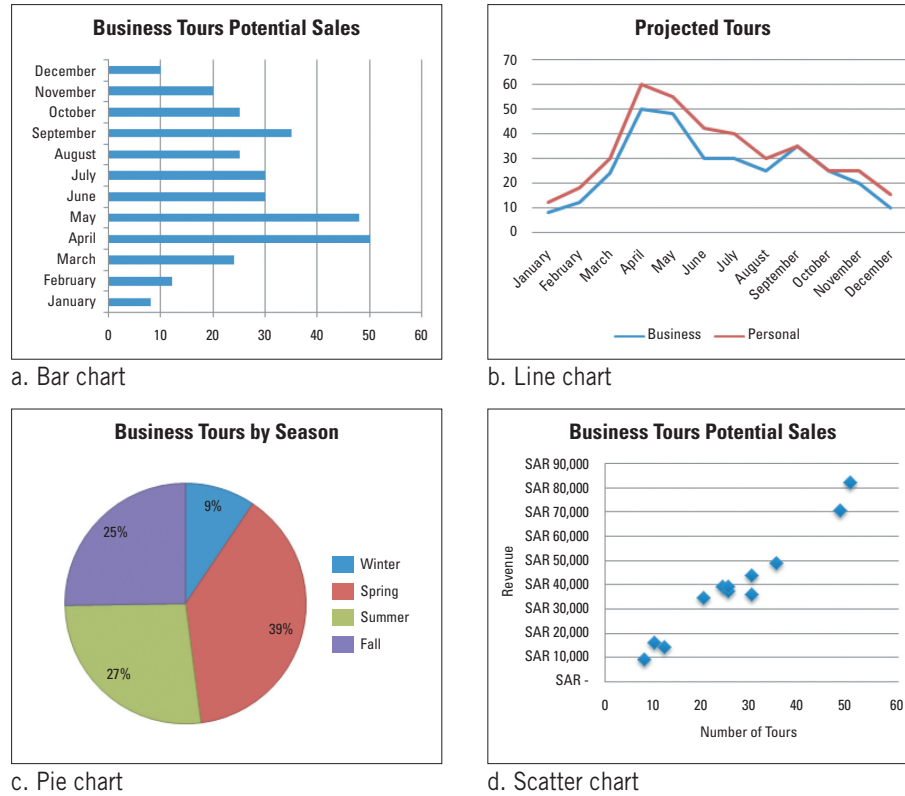 Business Tours Potential Sales
December
November
October
September
August
July
June
May
April
March
February
January
0 10 20 30 40 50 60
a. Bar chart
Projected Tours
70
60
50
40
30
20
10
0
January February March April May June July August September October November December
Business Personal
b. Line chart
Business Tours by Season
9%
25%
39%
27%
Winter
Spring
Summer
Fall
c. Pie chart
Business Tours Potential Sales
SAR 90,000
SAR 80,000
SAR 70,000
SAR 60,000
SAR 50,000
SAR 40,000
SAR 30,000
SAR 20,000
SAR 10,000
SAR -
Revenue
0 10 20 30 40 50 60
Number of Tours
d. Scatter chart